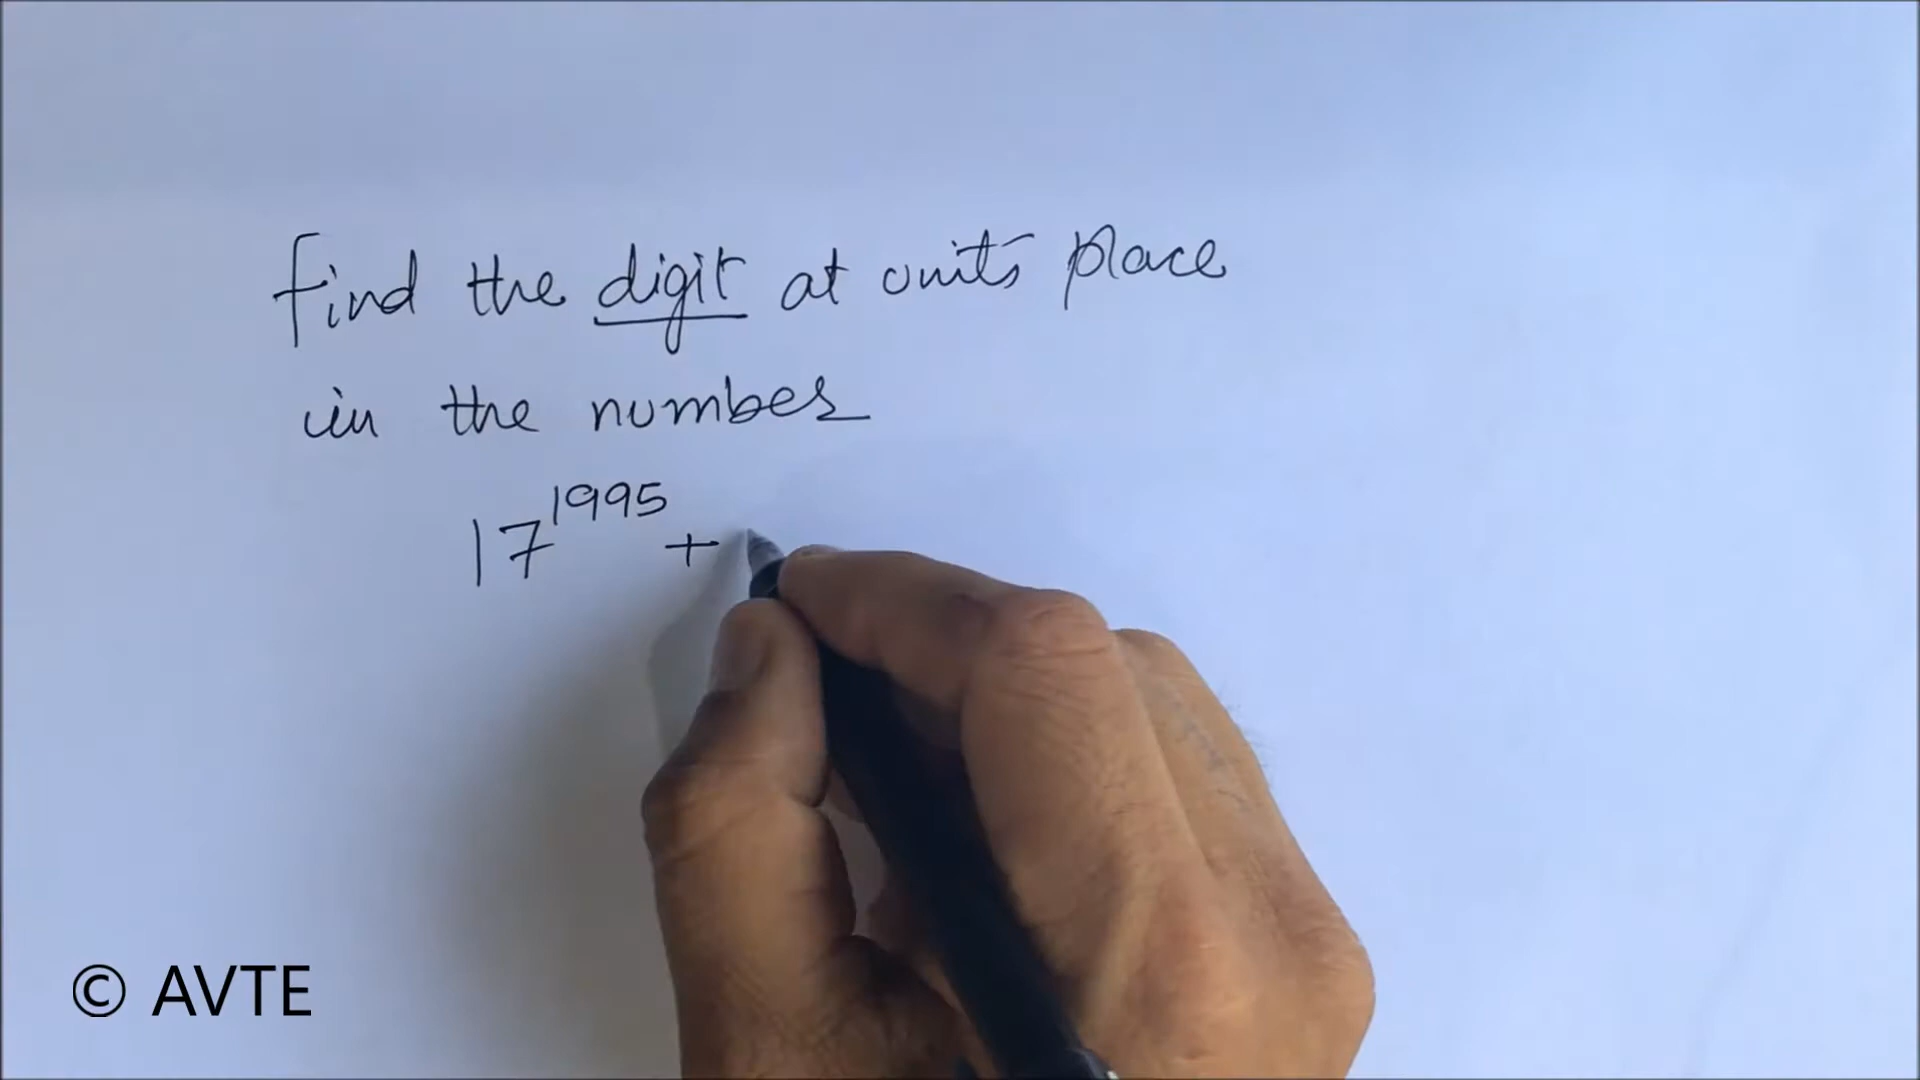 find the digit at units place
in the number
17^1995 +
© AVTE